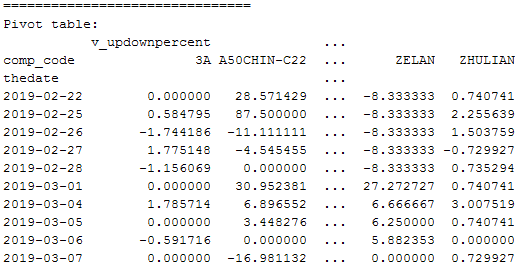 ===============================
Pivot table:
           v_updownpercent               ...
comp_code               3A A50CHIN-C22  ...      ZELAN   ZHULIAN
thedate                                  ...
2019-02-22        0.000000   28.571429  ...  -8.333333  0.740741
2019-02-25        0.584795   87.500000  ...  -8.333333  2.255639
2019-02-26       -1.744186  -11.111111  ...  -8.333333  1.503759
2019-02-27        1.775148   -4.545455  ...  -8.333333 -0.729927
2019-02-28       -1.156069    0.000000  ...  -8.333333  0.735294
2019-03-01        0.000000   30.952381  ...  27.272727  0.740741
2019-03-04        1.785714    6.896552  ...   6.666667  3.007519
2019-03-05        0.000000    3.448276  ...   6.250000  0.740741
2019-03-06       -0.591716    0.000000  ...   5.882353  0.000000
2019-03-07        0.000000  -16.981132  ...   0.000000  0.729927